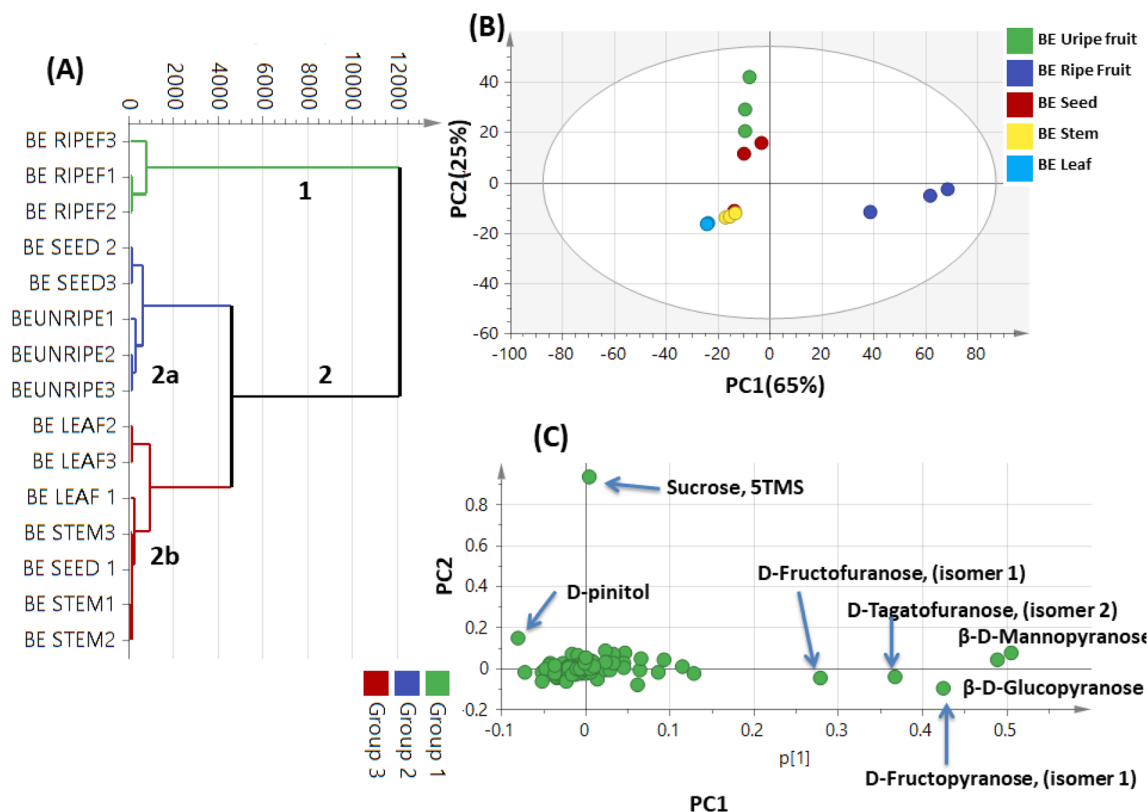 (A)
0
2000
4000
6000
8000
10000
12000
BE RIPEF3
BE RIPEF1
BE RIPEF2
BE SEED 2
BE SEED3
BEUNRIPE1
BEUNRIPE2
BEUNRIPE3
BE LEAF2
BE LEAF3
BE LEAF 1
BE STEM3
BE SEED 1
BE STEM1
BE STEM2
1
2
2a
2b
Group 3
Group 2
Group 1
(B)
PC2(.25%)
40
20
0
-20
-40
-60
-100
-80
-60
-40
-20
0
20
40
60
80
PC1(65%)
BE Uripe fruit
BE Ripe Fruit
BE Seed
BE Stem
BE Leaf
(C)
PC2
0.8
0.6
0.4
0.2
0
-0.2
Sucrose, 5TMS
D-pinitol
D-Fructofuranose, (isomer 1)
D-Tagatofuranose, (isomer 2)
β-D-Mannopyranose
β-D-Glucopyranose
D-Fructopyranose, (isomer 1)
-0.1
0
0.1
0.2
0.3
0.4
0.5
p[1]
PC1